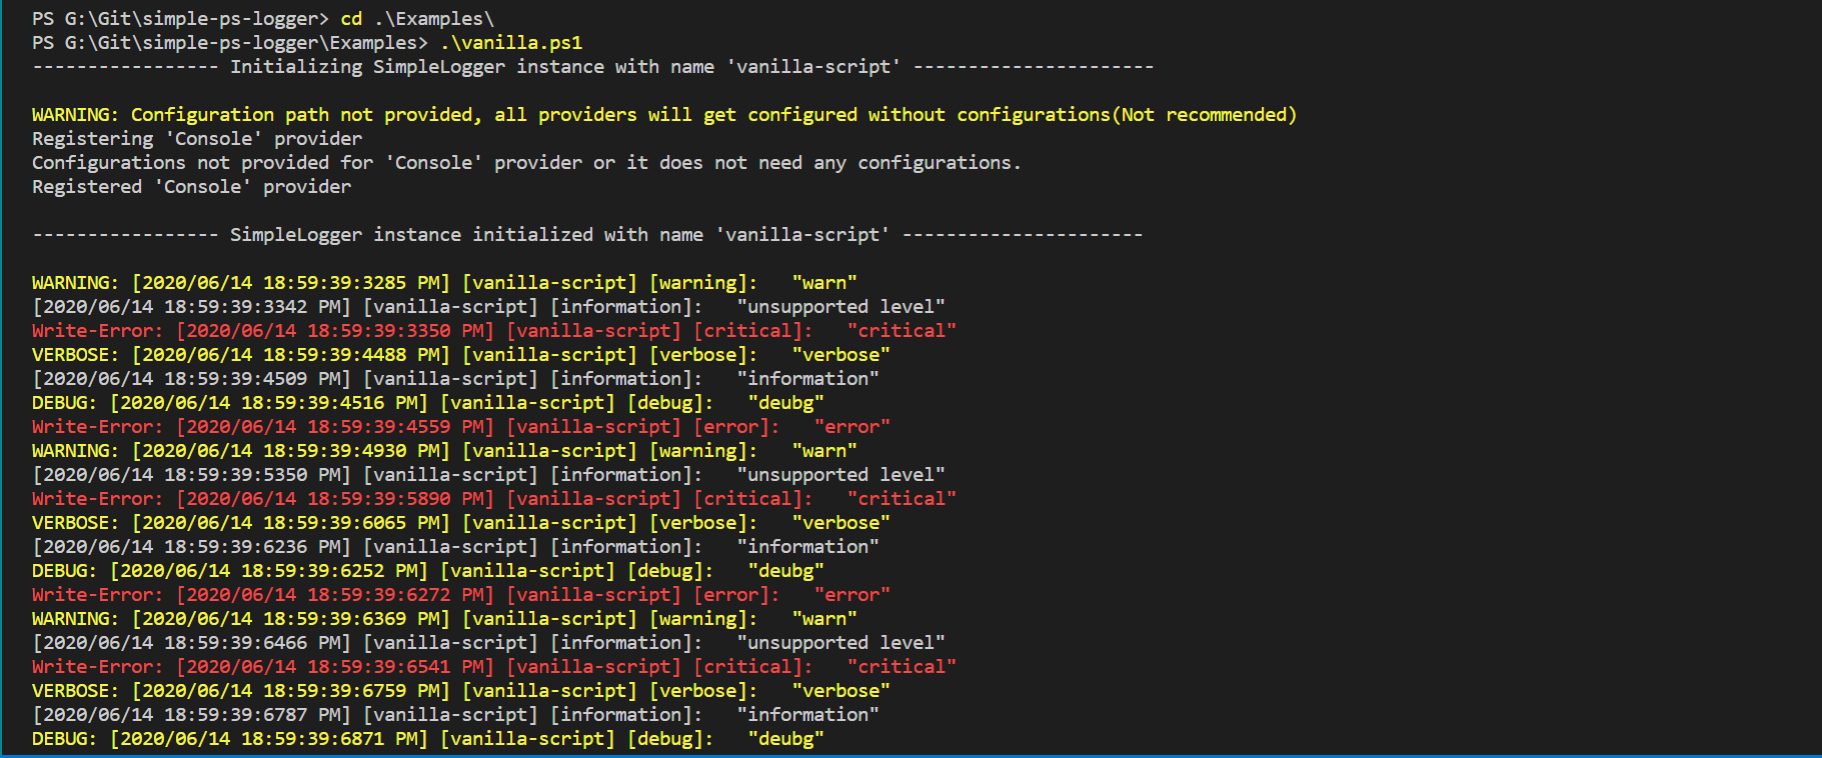 PS G:\Git\simple-ps-logger> cd .\Examples\
PS G:\Git\simple-ps-logger\Examples> .\vanilla.ps1
----------------- Initializing SimpleLogger instance with name 'vanilla-script' ----------------------
WARNING: Configuration path not provided, all providers will get configured without configurations(Not recommended)
Registering 'Console' provider
Configurations not provided for 'Console' provider or it does not need any configurations.
Registered 'Console' provider
----------------- SimpleLogger instance initialized with name 'vanilla-script' ----------------------
WARNING: [2020/06/14 18:59:39:3285 PM] [vanilla-script] [warning]:   "warn"
[2020/06/14 18:59:39:3342 PM] [vanilla-script] [information]:   "unsupported level"
Write-Error: [2020/06/14 18:59:39:3350 PM] [vanilla-script] [critical]:   "critical"
VERBOSE: [2020/06/14 18:59:39:4488 PM] [vanilla-script] [verbose]:   "verbose"
[2020/06/14 18:59:39:4509 PM] [vanilla-script] [information]:   "information"
DEBUG: [2020/06/14 18:59:39:4516 PM] [vanilla-script] [debug]:   "deubg"
Write-Error: [2020/06/14 18:59:39:4559 PM] [vanilla-script] [error]:   "error"
WARNING: [2020/06/14 18:59:39:4930 PM] [vanilla-script] [warning]:   "warn"
[2020/06/14 18:59:39:5350 PM] [vanilla-script] [information]:   "unsupported level"
Write-Error: [2020/06/14 18:59:39:5890 PM] [vanilla-script] [critical]:   "critical"
VERBOSE: [2020/06/14 18:59:39:6065 PM] [vanilla-script] [verbose]:   "verbose"
[2020/06/14 18:59:39:6236 PM] [vanilla-script] [information]:   "information"
DEBUG: [2020/06/14 18:59:39:6252 PM] [vanilla-script] [debug]:   "deubg"
Write-Error: [2020/06/14 18:59:39:6272 PM] [vanilla-script] [error]:   "error"
WARNING: [2020/06/14 18:59:39:6369 PM] [vanilla-script] [warning]:   "warn"
[2020/06/14 18:59:39:6466 PM] [vanilla-script] [information]:   "unsupported level"
Write-Error: [2020/06/14 18:59:39:6541 PM] [vanilla-script] [critical]:   "critical"
VERBOSE: [2020/06/14 18:59:39:6759 PM] [vanilla-script] [verbose]:   "verbose"
[2020/06/14 18:59:39:6787 PM] [vanilla-script] [information]:   "information"
DEBUG: [2020/06/14 18:59:39:6871 PM] [vanilla-script] [debug]:   "deubg"